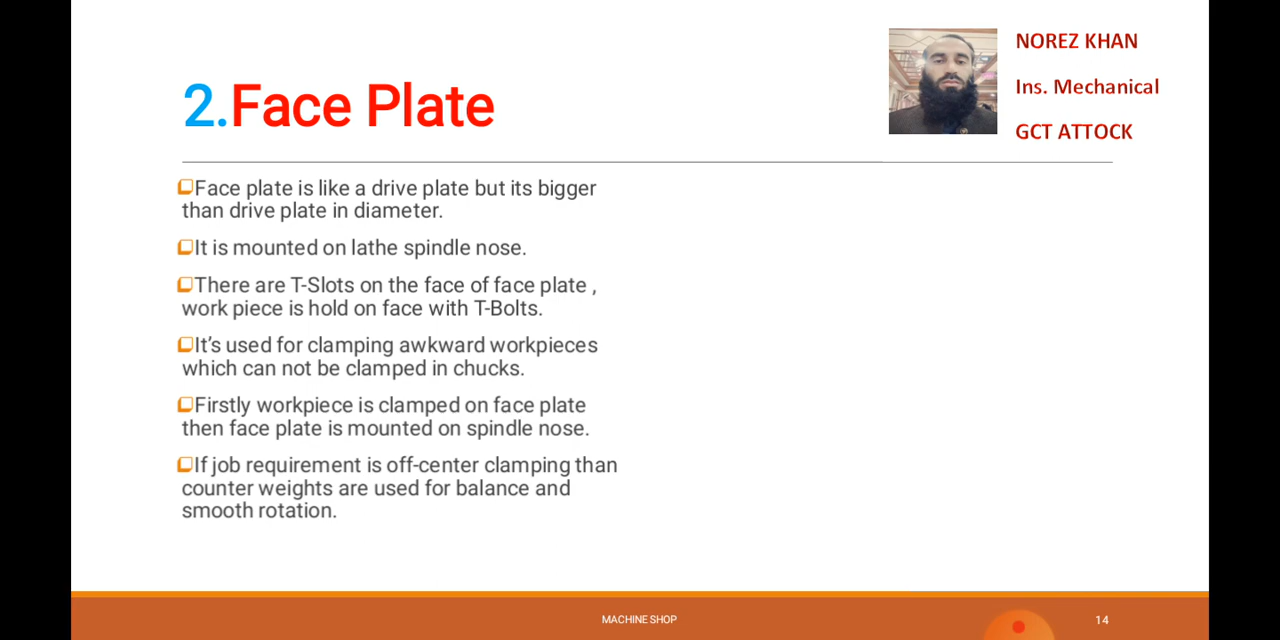 NOREZ KHAN
Ins. Mechanical
GCT ATTOCK
2.Face Plate
Face plate is like a drive plate but its bigger
than drive plate in diameter.
It is mounted on lathe spindle nose.
There are T-Slots on the face of face plate ,
work piece is hold on face with T-Bolts.
It’s used for clamping awkward workpieces
which can not be clamped in chucks.
Firstly workpiece is clamped on face plate
then face plate is mounted on spindle nose.
If job requirement is off-center clamping than
counter weights are used for balance and
smooth rotation.
MACHINE SHOP
14